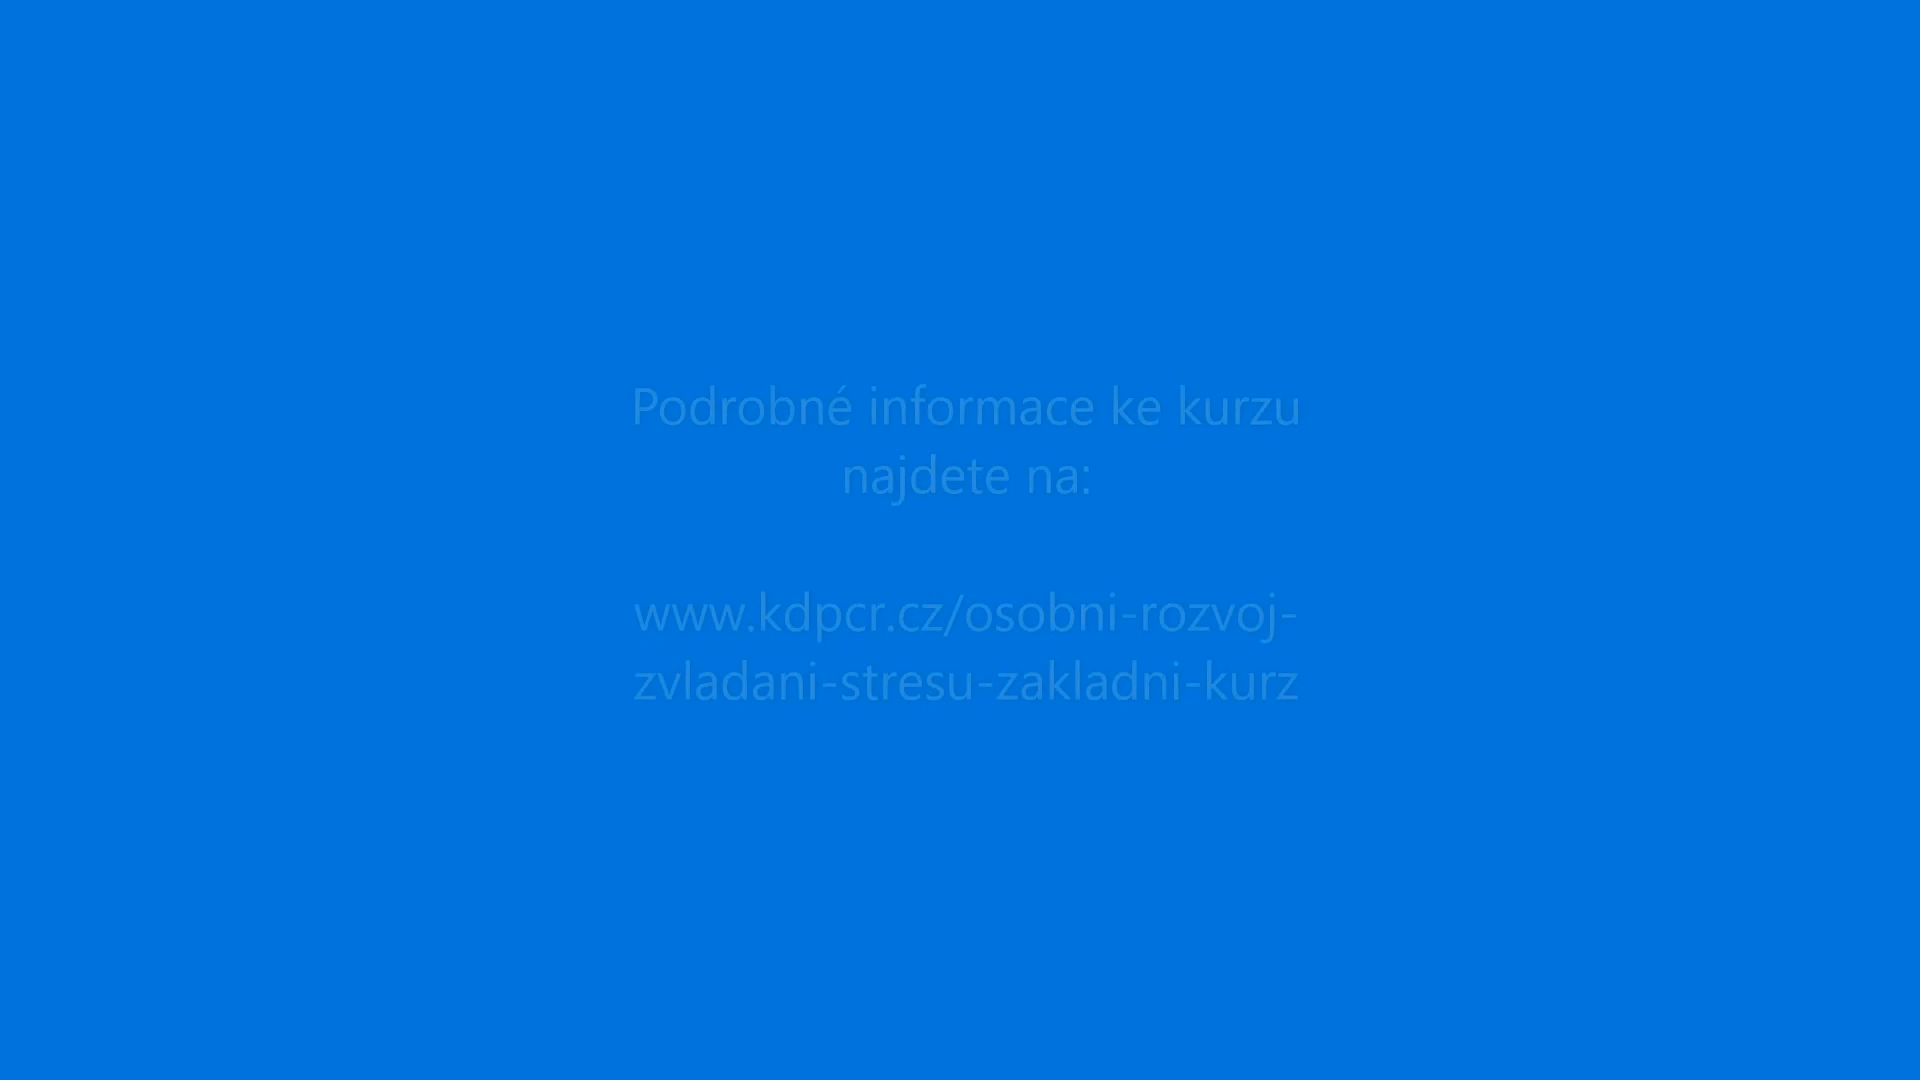 Podrobné informace ke kurzu
najdete na:
www.kdpcr.cz/osobni-rozvoj-
zvladani-stresu-zakladni-kurz